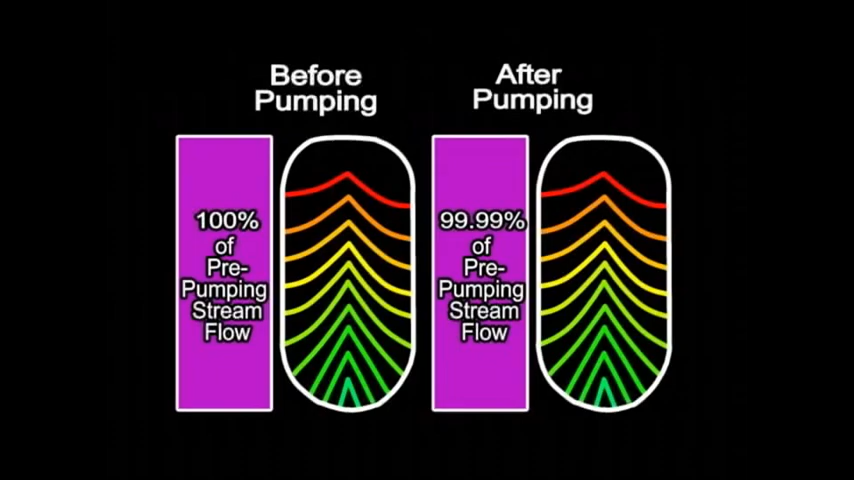 Before
Pumping
After
Pumping
100%
of
Pre-
Pumping
Stream
Flow
99.99%
of
Pre-
Pumping
Stream
Flow